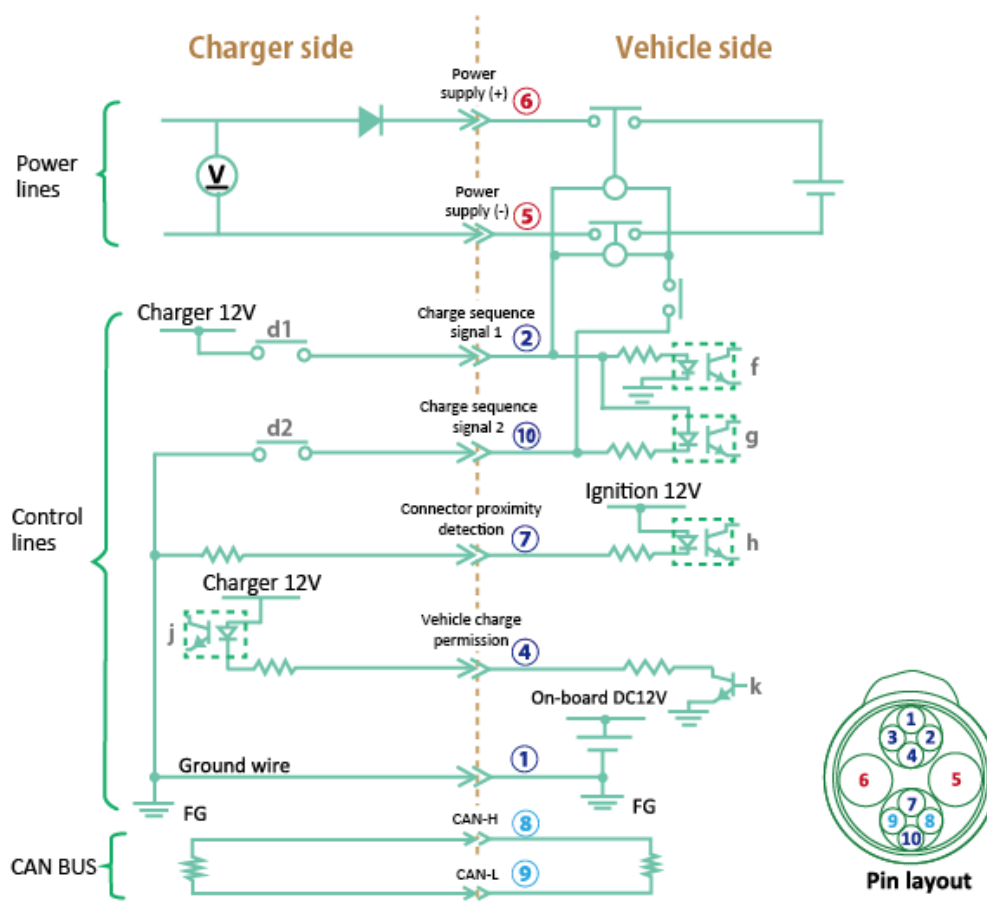 Charger side
Vehicle side
Power
supply (+)
6
Power
lines
V
Power
supply (-)
5
Charger 12V
d1
Charge sequence
signal 1
2
f
Charge sequence
signal 2
d2
10
g
Control
lines
Connector proximity
detection
7
Ignition 12V
h
Charger 12V
j
Vehicle charge
permission
4
k
On-board DC12V
Ground wire
1
FG
FG
CAN-H
8
CAN BUS
CAN-L
9
1
3 2
4
6 5
7
9 8
10
Pin layout